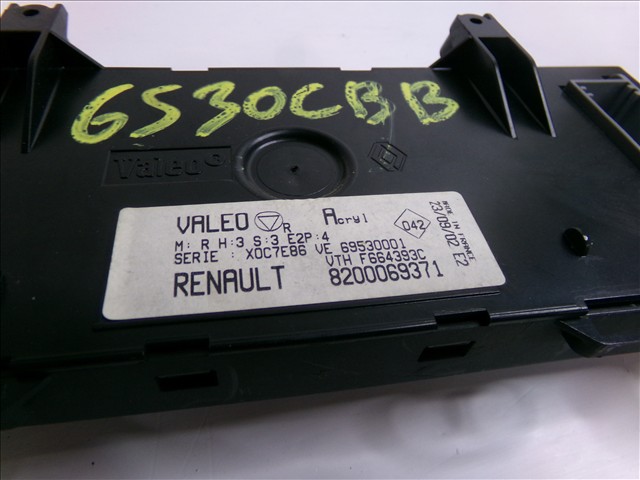 6530CBB
Valeo
VALEO R Acryl 042
M: R H:3 S:3 E2P:4
SERIE : X0C7E86 VE 69530001
VTH F664393C
RENAULT 8200069371
23/09/02 E2
MADE IN FRANCE